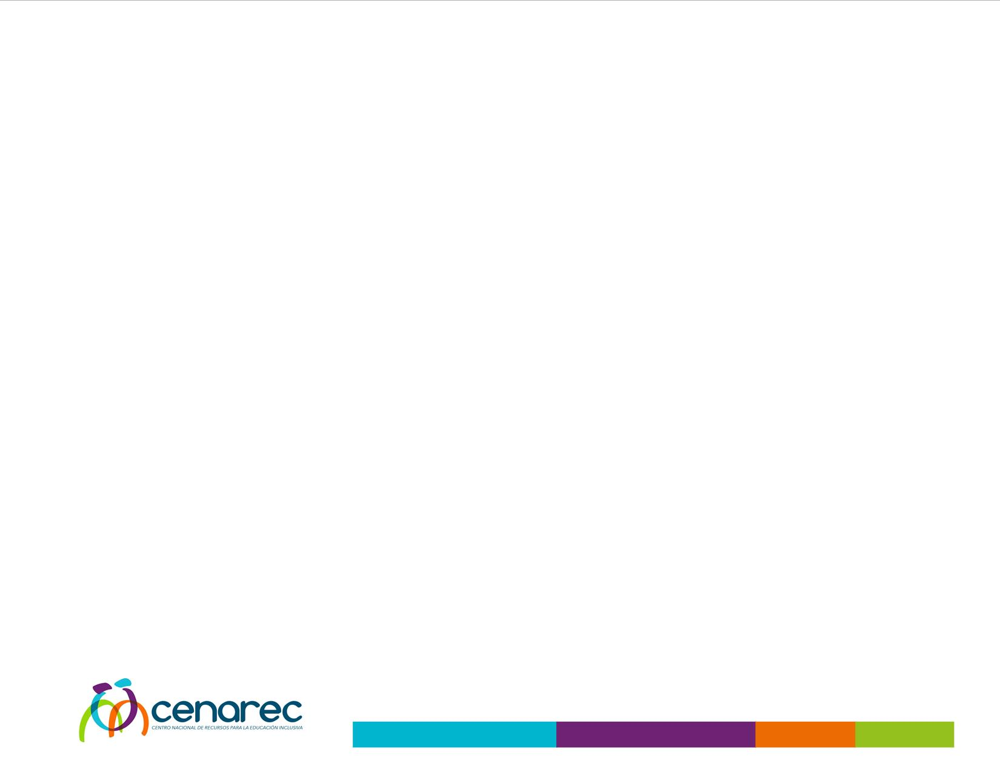 cenarec
CENTRO NACIONAL DE RECURSOS PARA LA EDUCACIÓN INCLUSIVA